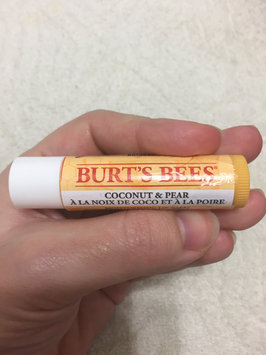 BURT'S BEES
COCONUT & PEAR
À LA NOIX DE COCO ET À LA POIRE